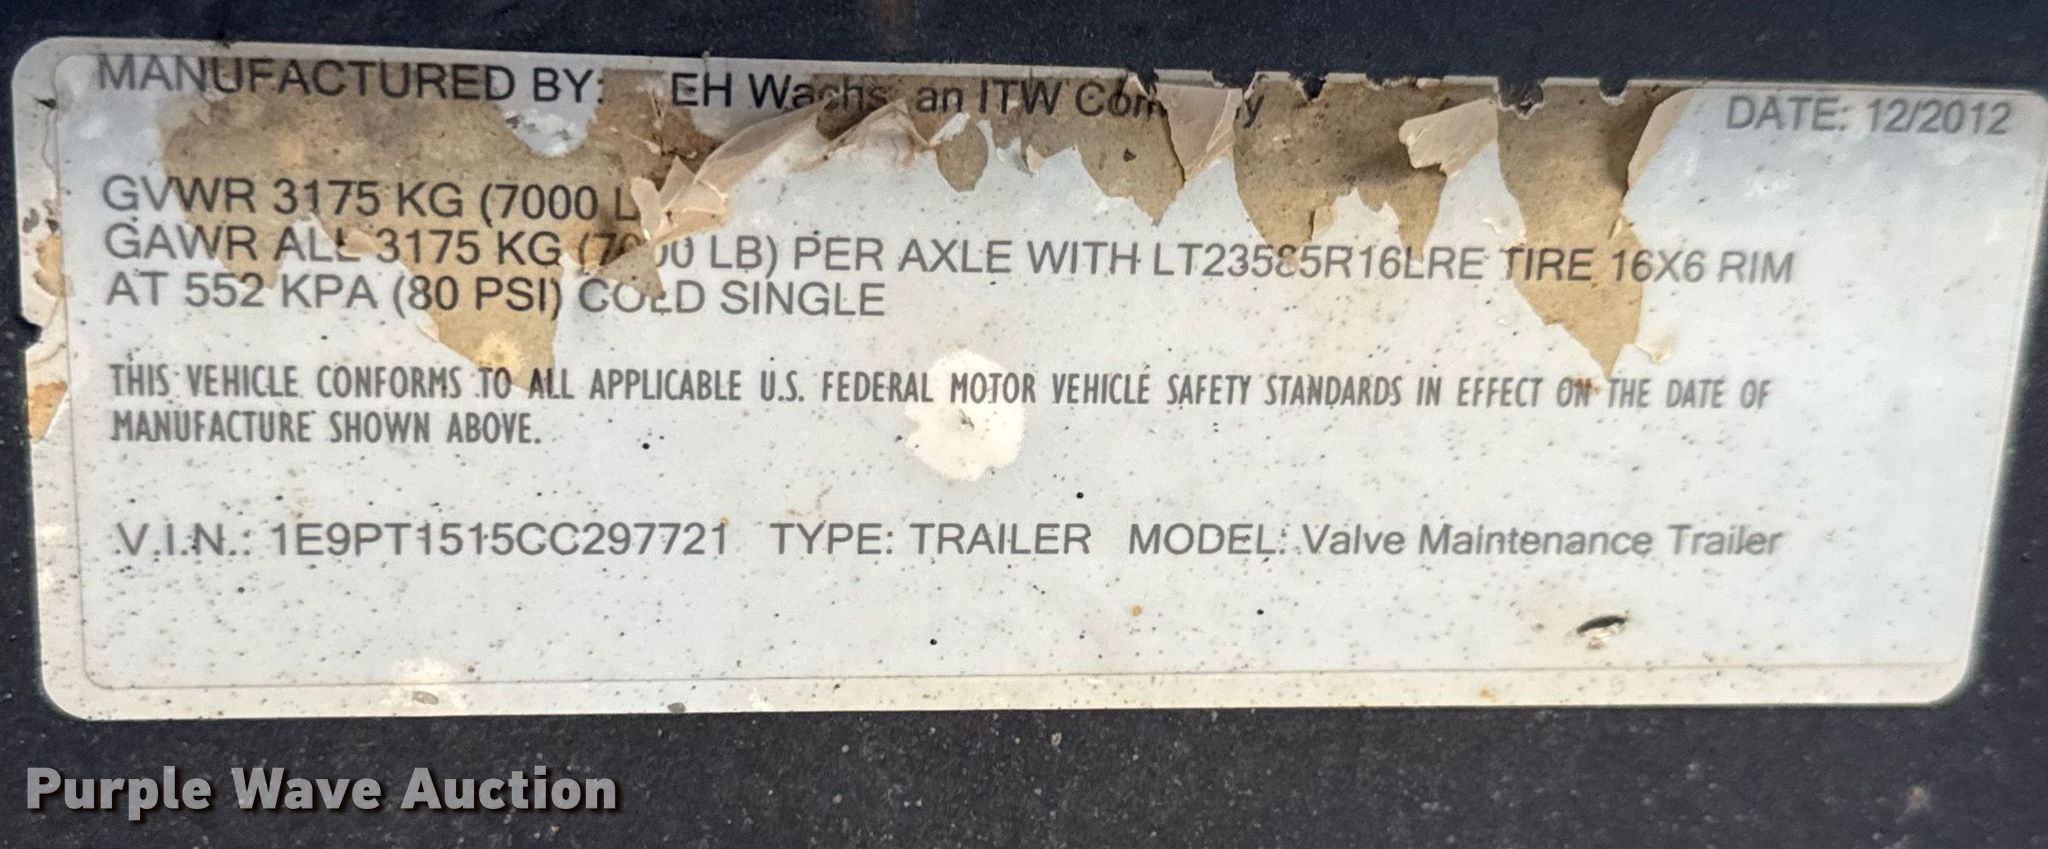 MANUFACTURED BY: EH Wachs, an ITW Company DATE: 12/2012
GVWR 3175 KG (7000 L
GAWR ALL 3175 KG (7000 LB) PER AXLE WITH LT23585R16LRE TIRE 16X6 RIM
AT 552 KPA (80 PSI) COLD SINGLE
THIS VEHICLE CONFORMS TO ALL APPLICABLE U.S. FEDERAL MOTOR VEHICLE SAFETY STANDARDS IN EFFECT ON THE DATE OF
MANUFACTURE SHOWN ABOVE.
V.I.N.: 1E9PT1515CC297721 TYPE: TRAILER MODEL: Valve Maintenance Trailer
Purple Wave Auction